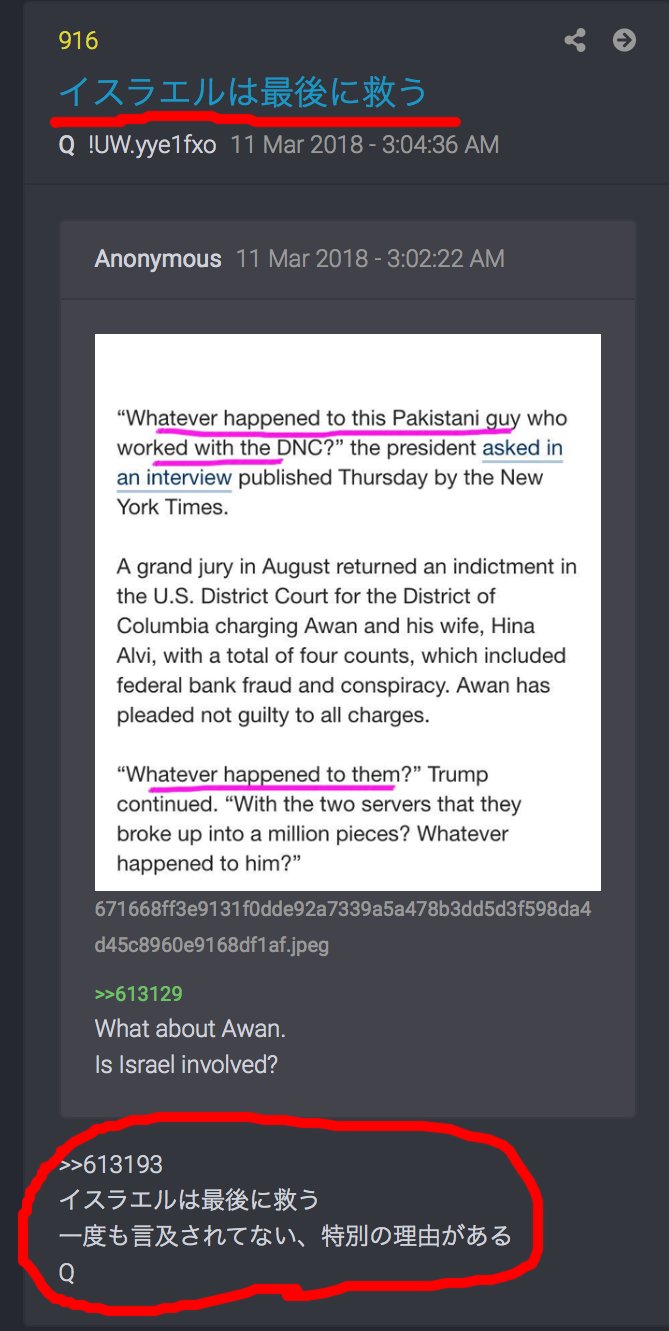 916
イスラエルは最後に救う
Q !UW.yye1fxo 11 Mar 2018 - 3:04:36 AM
Anonymous 11 Mar 2018 - 3:02:22 AM
“Whatever happened to this Pakistani guy who
worked with the DNC?” the president asked in
an interview published Thursday by the New
York Times.
A grand jury in August returned an indictment in
the U.S. District Court for the District of
Columbia charging Awan and his wife, Hina
Alvi, with a total of four counts, which included
federal bank fraud and conspiracy. Awan has
pleaded not guilty to all charges.
“Whatever happened to them?” Trump
continued. “With the two servers that they
broke up into a million pieces? Whatever
happened to him?”
671668ff3e9131f0dde92a7339a5a478b3dd5d3f598da4
d45c8960e9168df1af.jpeg
>>613129
What about Awan.
Is Israel involved?
>>613193
イスラエルは最後に救う
一度も言及されてない、特別の理由がある
Q